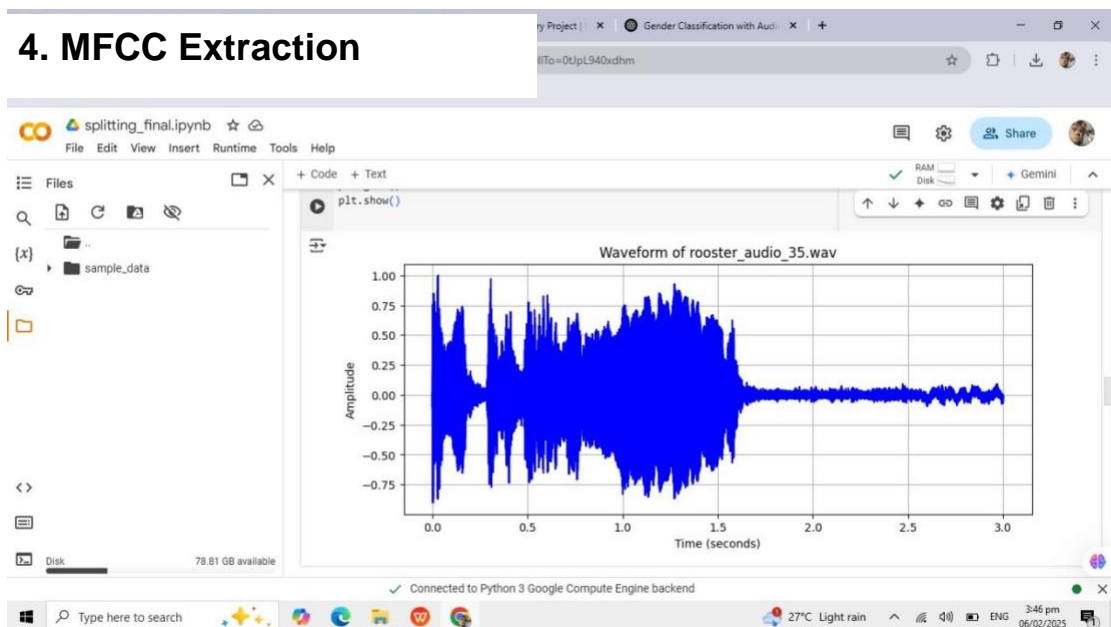 4. MFCC Extraction
Gender Classification with Audi
splitting_final.ipynb
File Edit View Insert Runtime Tools Help
Share
Files
+ Code + Text
RAM
Disk
Gemini
plt.show()
..
{x}
sample_data
Waveform of rooster_audio_35.wav
1.00
0.75
0.50
0.25
0.00
−0.25
−0.50
−0.75
Amplitude
0.0 0.5 1.0 1.5 2.0 2.5 3.0
Time (seconds)
Disk 78.81 GB available
Connected to Python 3 Google Compute Engine backend
Type here to search
27°C Light rain
ENG
3:46 pm
06/02/2025